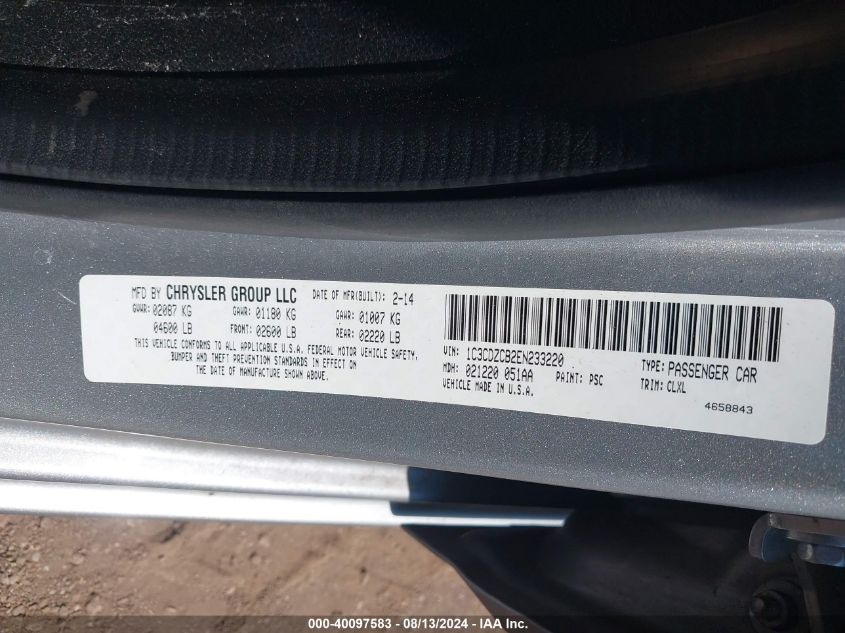 MFD BY CHRYSLER GROUP LLC DATE OF MFR(BUILT): 2-14
GVWR: 02087 KG GAWR: 01180 KG GAWR: 01007 KG
04600 LB FRONT: 02600 LB REAR: 02220 LB
THIS VEHICLE CONFORMS TO ALL APPLICABLE U.S.A. FEDERAL MOTOR VEHICLE SAFETY,
BUMPER AND THEFT PREVENTION STANDARDS IN EFFECT ON
THE DATE OF MANUFACTURE SHOWN ABOVE.
VIN: 1C3CDZCB2EN233220 TYPE: PASSENGER CAR
MDH: 021220 051AA PAINT: PSC TRIM: CLXL
VEHICLE MADE IN U.S.A.
4658843
000-40097583 - 08/13/2024 - IAA Inc.